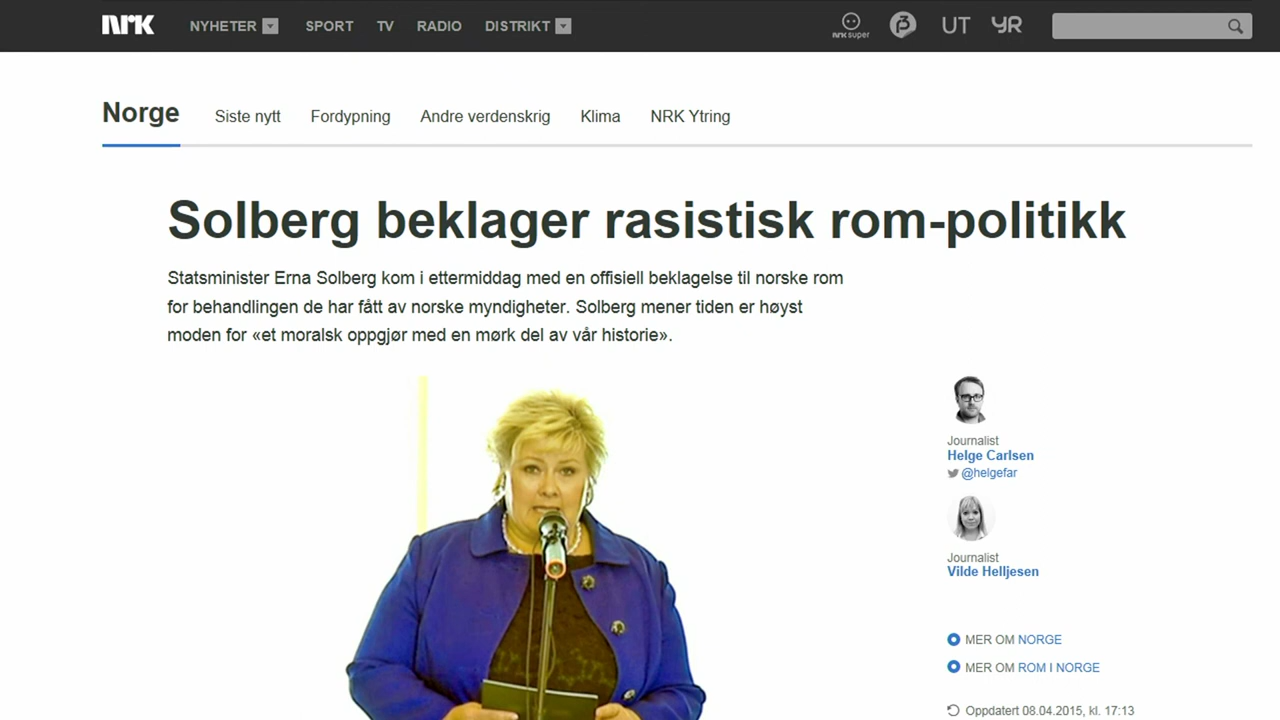 NRK NYHETER SPORT TV RADIO DISTRIKT nrk super P3 UT YR
Norge Siste nytt Fordypning Andre verdenskrig Klima NRK Ytring
Solberg beklager rasistisk rom-politikk
Statsminister Erna Solberg kom i ettermiddag med en offisiell beklagelse til norske rom
for behandlingen de har fått av norske myndigheter. Solberg mener tiden er høyst
moden for «et moralsk oppgjør med en mørk del av vår historie».
Journalist
Helge Carlsen
@helgefar
Journalist
Vilde Helljesen
MER OM NORGE
MER OM ROM I NORGE
Oppdatert 08.04.2015, kl. 17:13